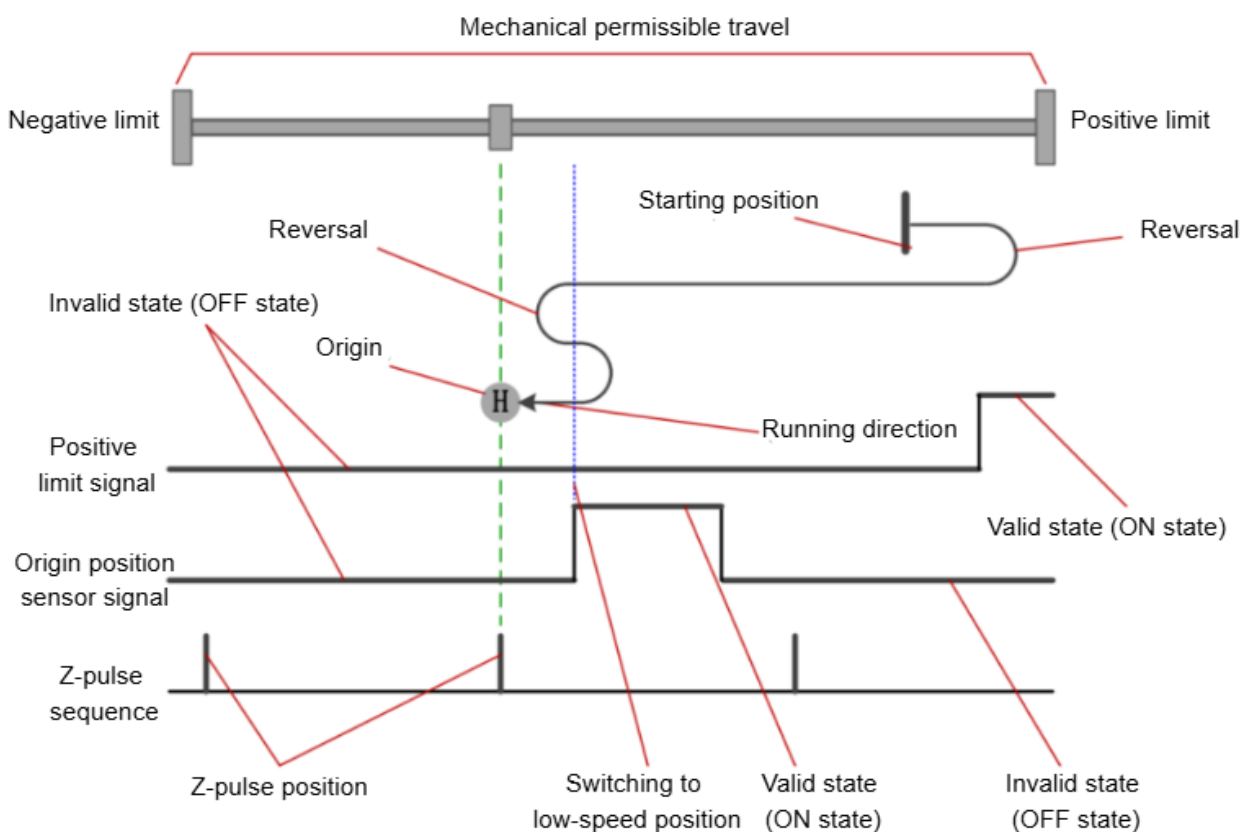 Mechanical permissible travel
Negative limit
Positive limit
Starting position
Reversal
Reversal
Invalid state (OFF state)
Origin
H
Running direction
Positive
limit signal
Valid state (ON state)
Origin position
sensor signal
Z-pulse
sequence
Z-pulse position
Switching to
low-speed position
Valid state
(ON state)
Invalid state
(OFF state)